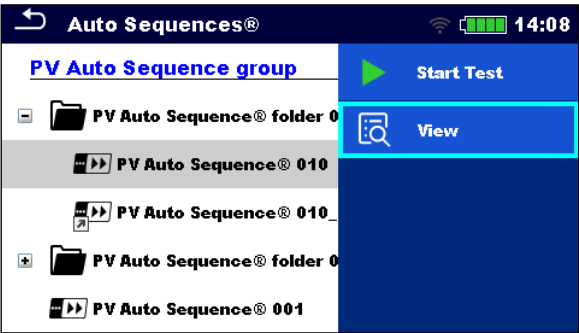 Auto Sequences® 14:08
PV Auto Sequence group
Start Test
PV Auto Sequence® folder 0
View
PV Auto Sequence® 010
PV Auto Sequence® 010_
PV Auto Sequence® folder 0
PV Auto Sequence® 001